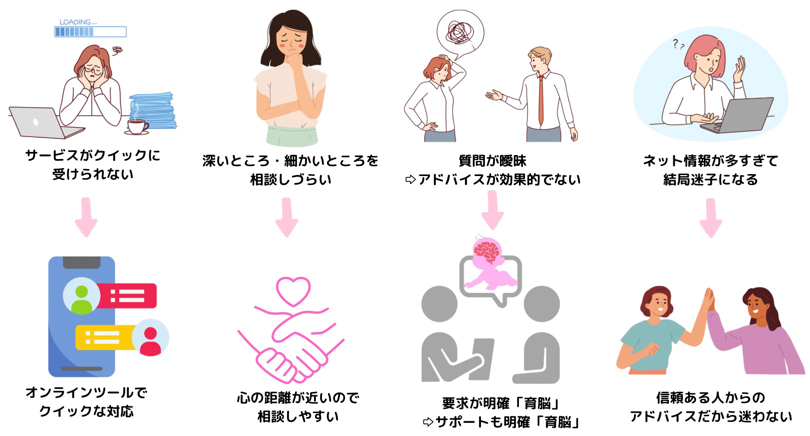 LOADING...
サービスがクイックに
受けられない
深いところ・細かいところを
相談しづらい
質問が曖昧
⇨アドバイスが効果的でない
? ?
ネット情報が多すぎて
結局迷子になる
オンラインツールで
クイックな対応
心の距離が近いので
相談しやすい
要求が明確「育脳」
⇨サポートも明確「育脳」
信頼ある人からの
アドバイスだから迷わない